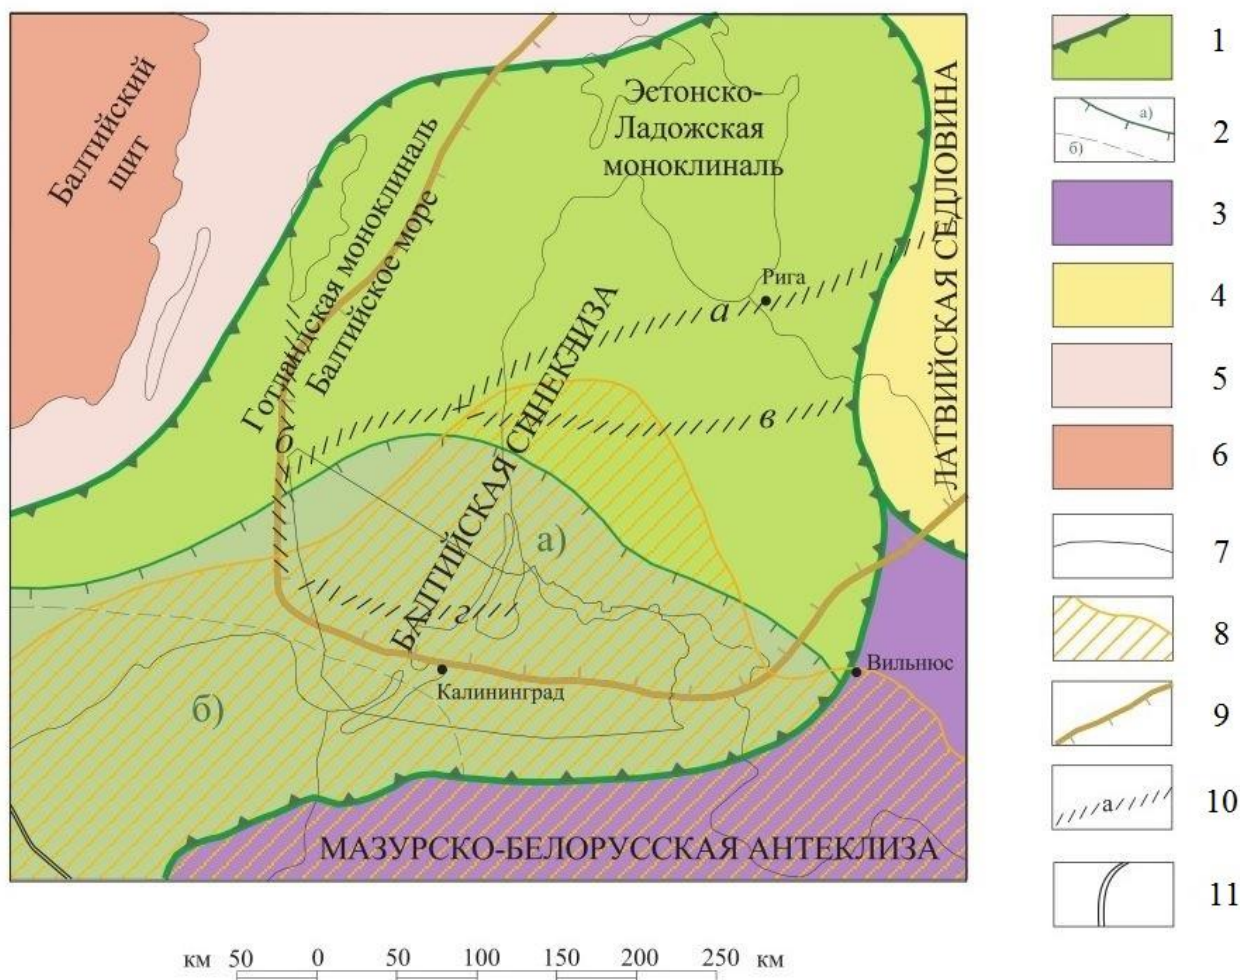 Балтийский
щит
Эстонско-
Ладожская
моноклиналь
Готландская моноклиналь
Балтийское море
БАЛТИЙСКАЯ СИНЕКЛИЗА
ЛАТВИЙСКАЯ СЕДЛОВИНА
Рига
а
б
в
г
а)
б)
Вильнюс
Калининград
МАЗУРСКО-БЕЛОРУССКАЯ АНТЕКЛИЗА
км 50 0 50 100 150 200 250 км
1
а)
б)
2
3
4
5
6
7
8
9
а
10
11